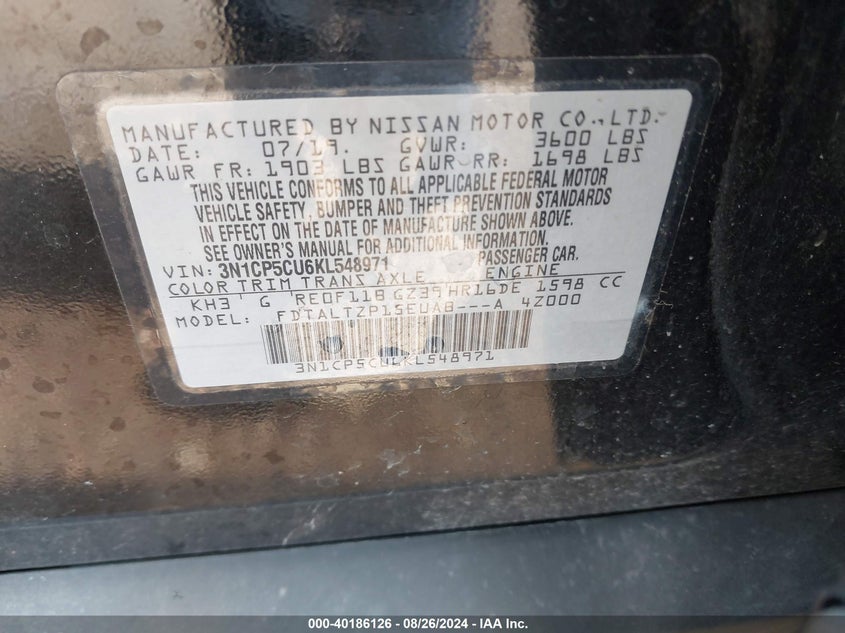 MANUFACTURED BY NISSAN MOTOR CO.,LTD.
DATE: 07/19. GVWR: 3600 LBS
GAWR FR: 1903 LBS GAWR RR: 1698 LBS
THIS VEHICLE CONFORMS TO ALL APPLICABLE FEDERAL MOTOR
VEHICLE SAFETY, BUMPER AND THEFT PREVENTION STANDARDS
IN EFFECT ON THE DATE OF MANUFACTURE SHOWN ABOVE.
SEE OWNER'S MANUAL FOR ADDITIONAL INFORMATION.
VIN: 3N1CP5CU6KL548971 PASSENGER CAR.
COLOR TRIM TRANS AXLE ENGINE
KH3 G RE0F11B GZ39 HR16DE 1598 CC
MODEL: FDTALTZP15EUAB---A 4Z000
3N1CP5CU6KL548971
000-40186126 - 08/26/2024 - IAAI.COM